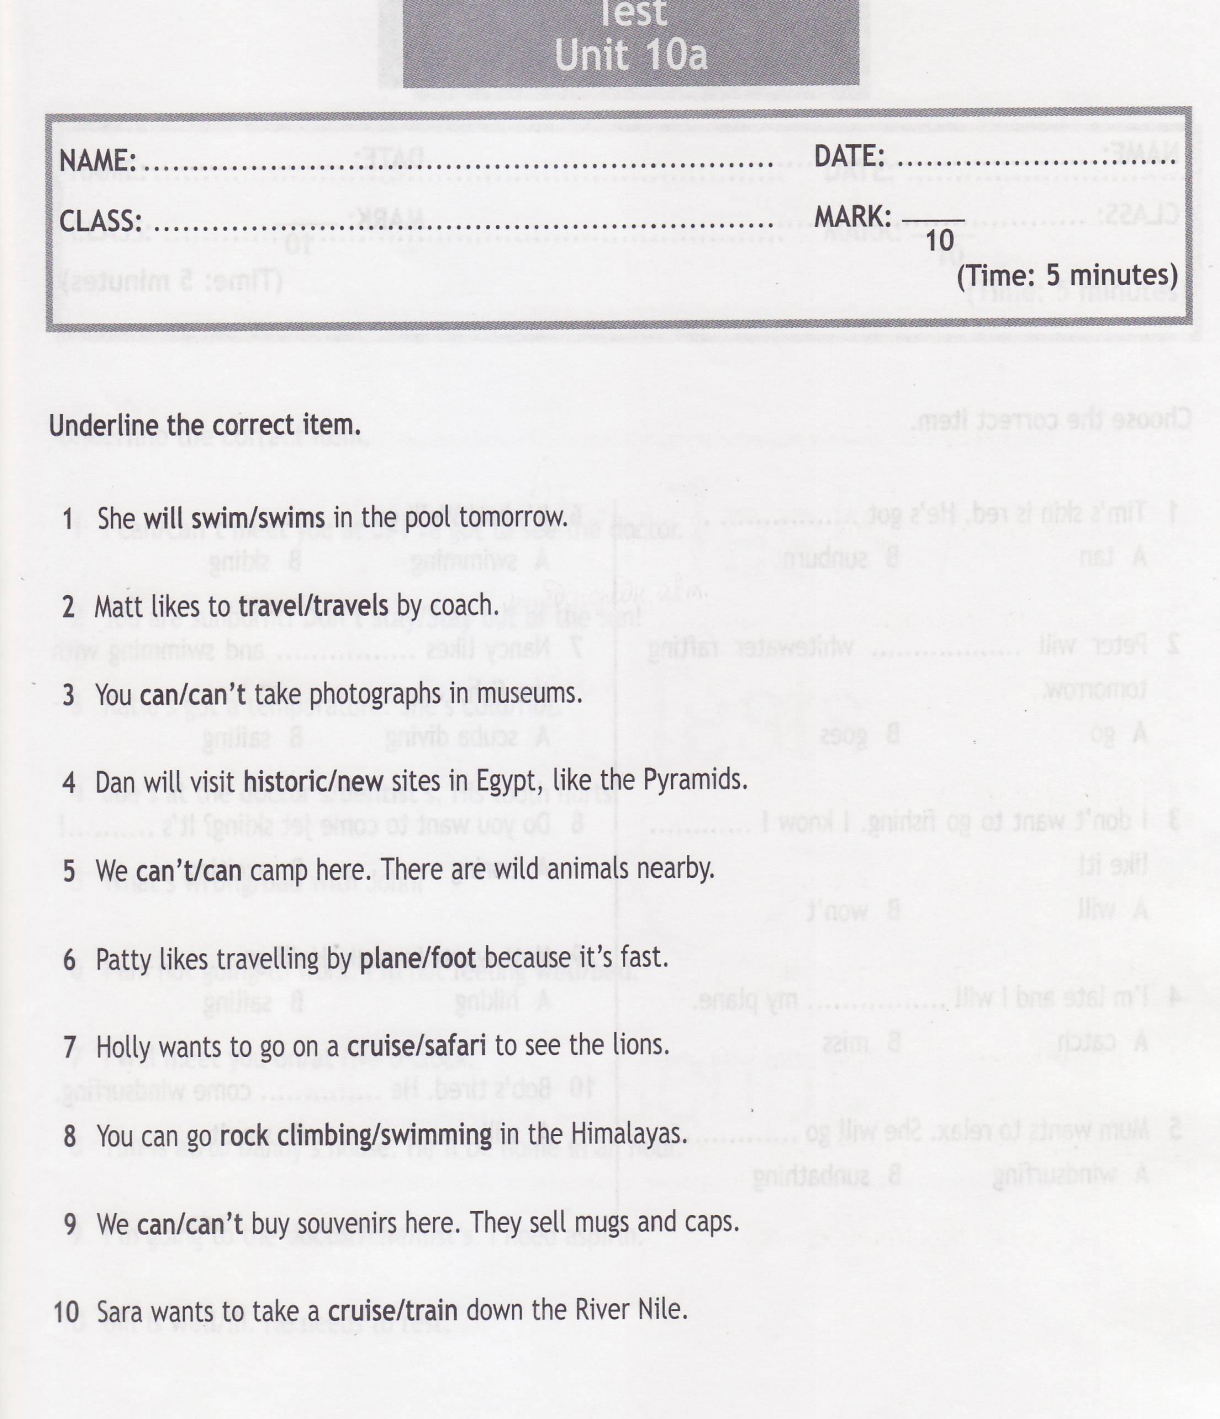 Test
Unit 10a
NAME: ........................................................................ DATE: ................................
CLASS: ........................................................................ MARK: ____
10
(Time: 5 minutes)
Underline the correct item.
1 She will swim/swims in the pool tomorrow.
2 Matt likes to travel/travels by coach.
3 You can/can't take photographs in museums.
4 Dan will visit historic/new sites in Egypt, like the Pyramids.
5 We can't/can camp here. There are wild animals nearby.
6 Patty likes travelling by plane/foot because it's fast.
7 Holly wants to go on a cruise/safari to see the lions.
8 You can go rock climbing/swimming in the Himalayas.
9 We can/can't buy souvenirs here. They sell mugs and caps.
10 Sara wants to take a cruise/train down the River Nile.